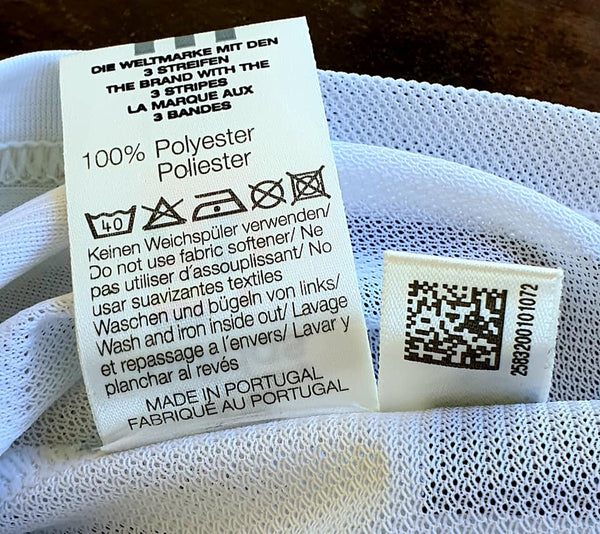 DIE WELTMARKE MIT DEN
3 STREIFEN
THE BRAND WITH THE
3 STRIPES
LA MARQUE AUX
3 BANDES
100% Polyester
Poliester
40
Keinen Weichspüler verwenden/
Do not use fabric softener/ Ne
pas utiliser d'assouplissant/ No
usar suavizantes textiles
Waschen und bügeln von links/
Wash and iron inside out/ Lavage
et repassage a l'envers/ Lavar y
planchar al revés
MADE IN PORTUGAL
FABRIQUÉ AU PORTUGAL
2583200101072